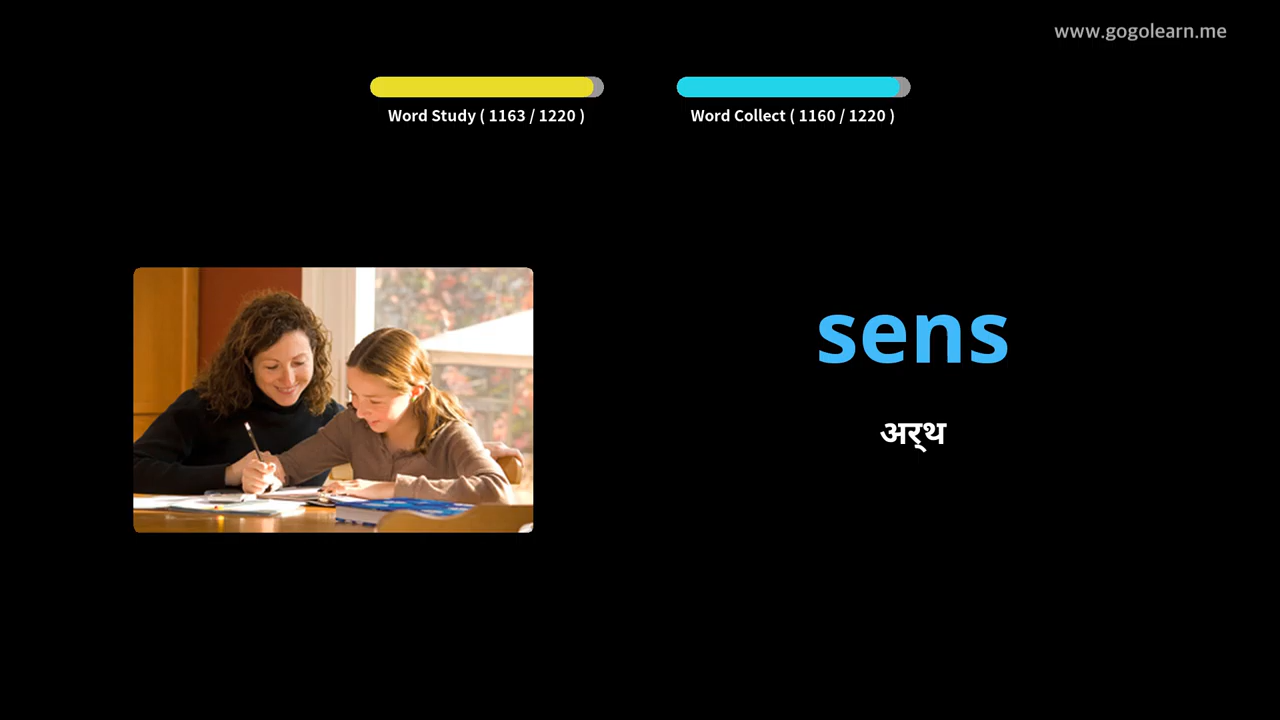 www.gogolearn.me
Word Study ( 1163 / 1220 )
Word Collect ( 1160 / 1220 )
sens
अर्थ